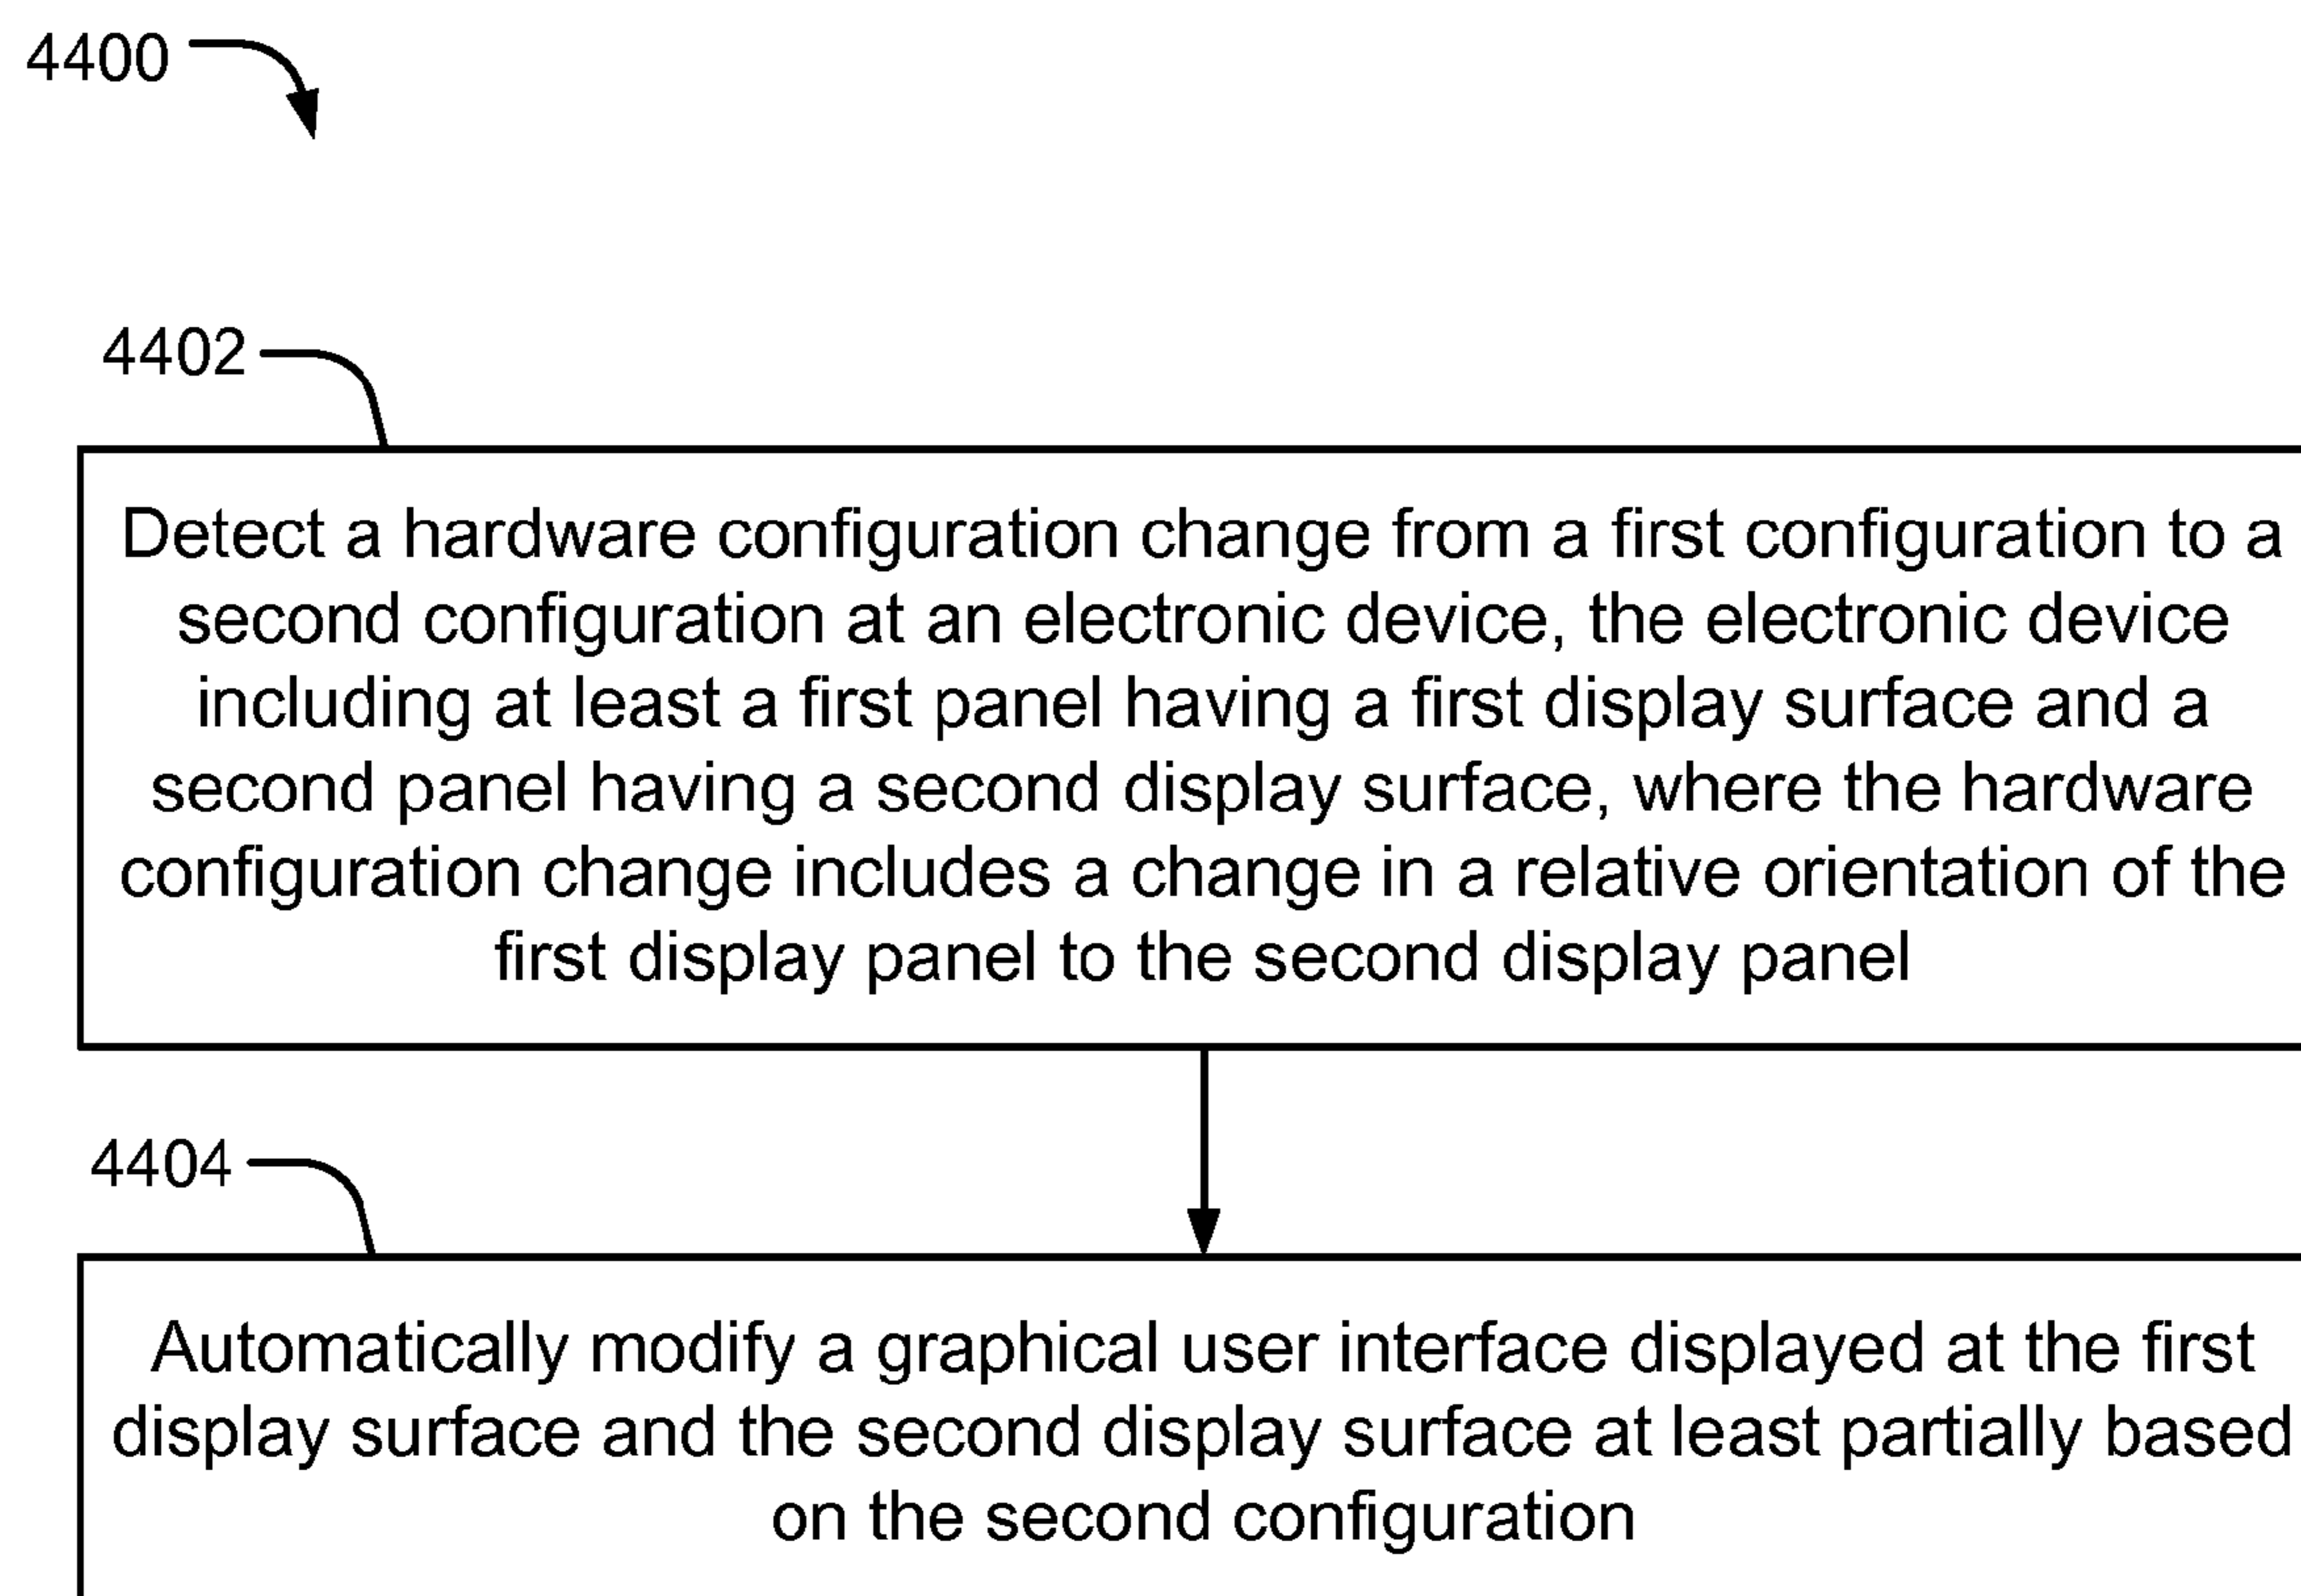 4400
4402
Detect a hardware configuration change from a first configuration to a
second configuration at an electronic device, the electronic device
including at least a first panel having a first display surface and a
second panel having a second display surface, where the hardware
configuration change includes a change in a relative orientation of the
first display panel to the second display panel
4404
Automatically modify a graphical user interface displayed at the first
display surface and the second display surface at least partially based
on the second configuration